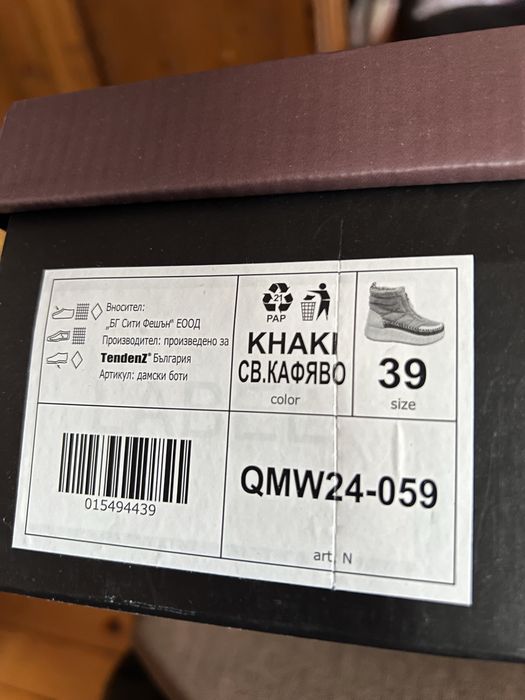 Вносител:
„БГ Сити Фешън" ЕООД
Производител: произведено за
TendenZ® България
Артикул: дамски боти
21
PAP
KHAKI
СВ.КАФЯВО
color
39
size
015494439
QMW24-059
art. N